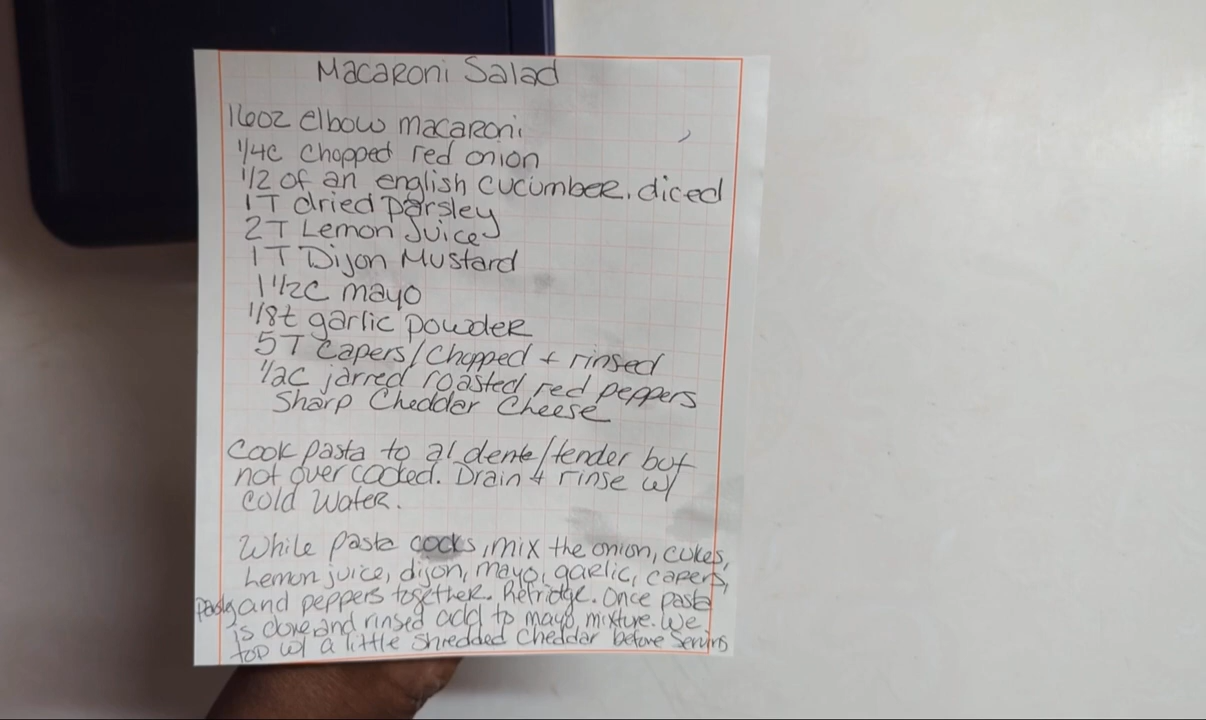 Macaroni Salad
16oz elbow macaroni
1/4c chopped red onion
1/2 of an english cucumber, diced
1T dried parsley
2T Lemon Juice
1T Dijon Mustard
1 1/2c mayo
1/8t garlic powder
5T capers/chopped + rinsed
1/2c jarred roasted red peppers
Sharp Cheddar Cheese
Cook pasta to al dente/tender but
not over cooked. Drain + rinse w/
cold water.
While pasta cooks, mix the onion, cukes,
Lemon juice, dijon, mayo, garlic, capers,
parsley and peppers together. Refridge. Once pasta
is done and rinsed add to mayo mixture. We
top w/ a little shredded cheddar before serving